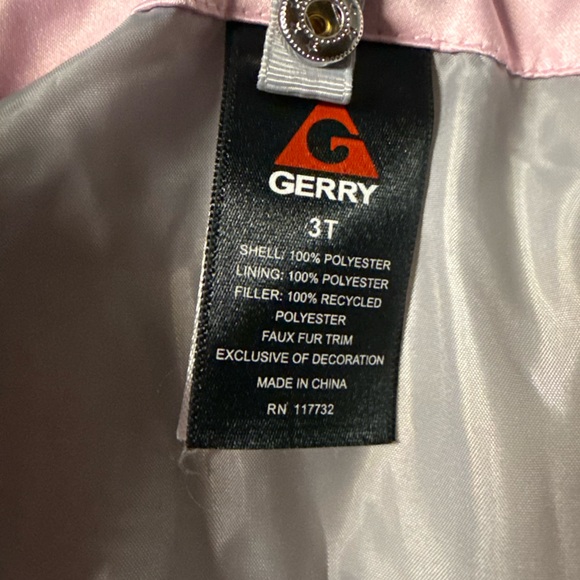 G
GERRY
3T
SHELL: 100% POLYESTER
LINING: 100% POLYESTER
FILLER: 100% RECYCLED
POLYESTER
FAUX FUR TRIM
EXCLUSIVE OF DECORATION
MADE IN CHINA
RN 117732